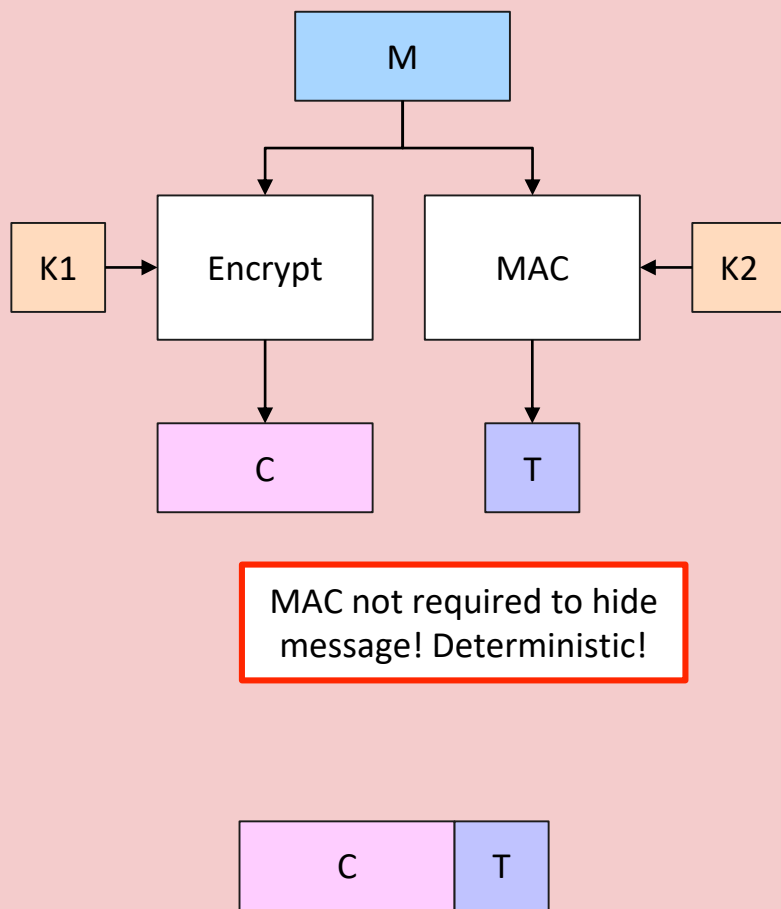 M
K1
Encrypt
MAC
K2
C
T
MAC not required to hide
message! Deterministic!
C
T